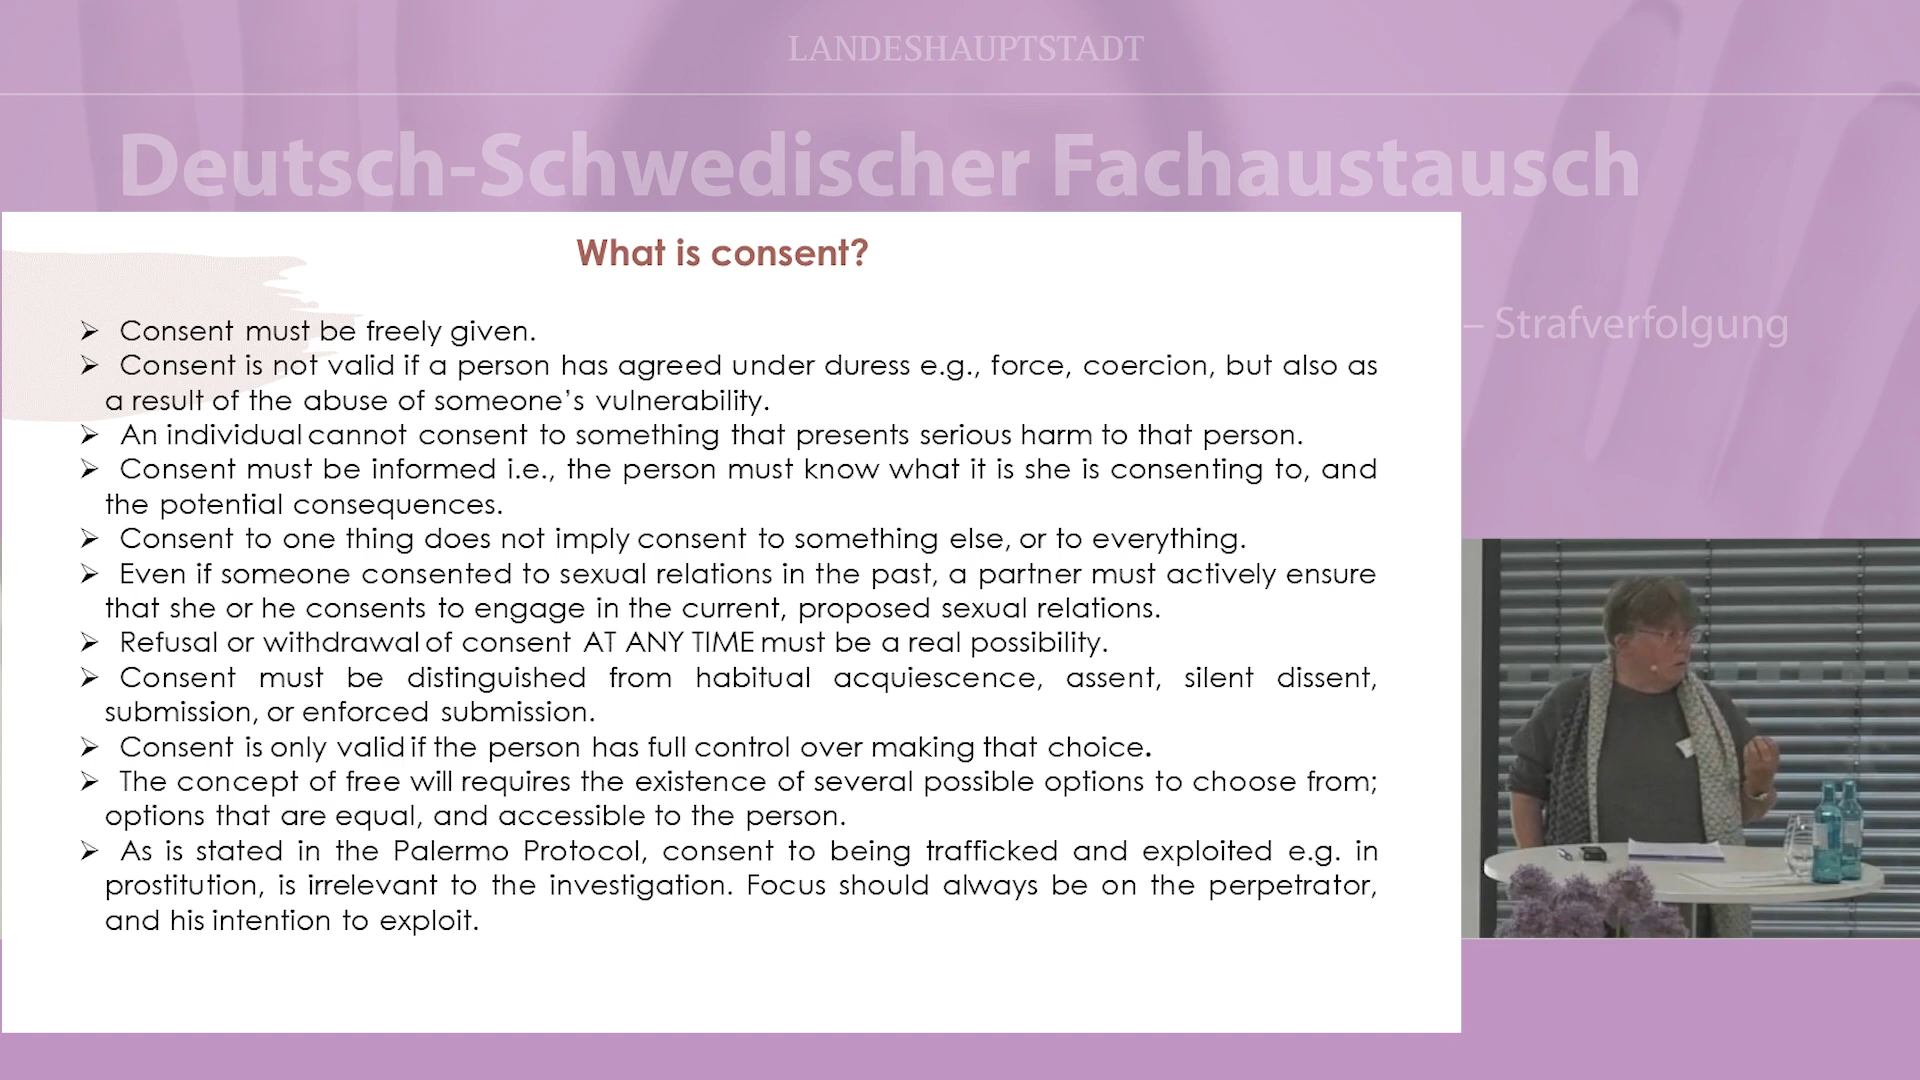 LANDESHAUPTSTADT
Deutsch-Schwedischer Fachaustausch
– Strafverfolgung
What is consent?
➢ Consent must be freely given.
➢ Consent is not valid if a person has agreed under duress e.g., force, coercion, but also as
a result of the abuse of someone’s vulnerability.
➢ An individual cannot consent to something that presents serious harm to that person.
➢ Consent must be informed i.e., the person must know what it is she is consenting to, and
the potential consequences.
➢ Consent to one thing does not imply consent to something else, or to everything.
➢ Even if someone consented to sexual relations in the past, a partner must actively ensure
that she or he consents to engage in the current, proposed sexual relations.
➢ Refusal or withdrawal of consent AT ANY TIME must be a real possibility.
➢ Consent must be distinguished from habitual acquiescence, assent, silent dissent,
submission, or enforced submission.
➢ Consent is only valid if the person has full control over making that choice.
➢ The concept of free will requires the existence of several possible options to choose from;
options that are equal, and accessible to the person.
➢ As is stated in the Palermo Protocol, consent to being trafficked and exploited e.g. in
prostitution, is irrelevant to the investigation. Focus should always be on the perpetrator,
and his intention to exploit.